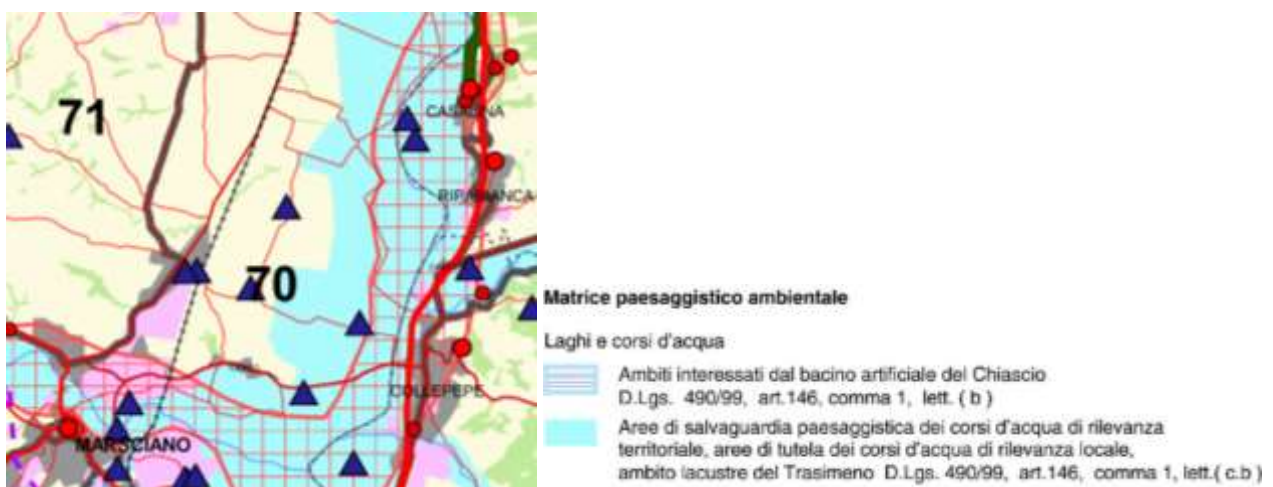 71
CASALINA
RIPABIANCA
70
COLLEPEPE
MARSCIANO
Matrice paesaggistico ambientale
Laghi e corsi d'acqua
Ambiti interessati dal bacino artificiale del Chiascio
D.Lgs. 490/99, art.146, comma 1, lett. ( b )
Aree di salvaguardia paesaggistica dei corsi d'acqua di rilevanza
territoriale, aree di tutela dei corsi d'acqua di rilevanza locale,
ambito lacustre del Trasimeno D.Lgs. 490/99, art.146, comma 1, lett.( c.b )